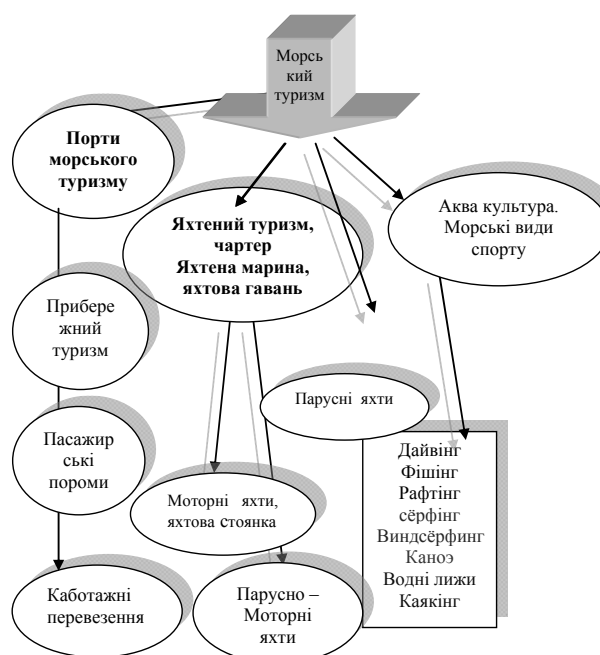 Морсь
кий
туризм
Порти
морського
туризму
Яхтений туризм,
чартер
Яхтена марина,
яхтова гавань
Аква культура.
Морські види
спорту
Прибере
жний
туризм
Парусні яхти
Пасажир
ські
пороми
Моторні яхти,
яхтова стоянка
Дайвінг
Фішінг
Рафтінг
сёрфінг
Виндсёрфинг
Каноэ
Водні лижи
Каякінг
Каботажні
перевезення
Парусно –
Моторні
яхти